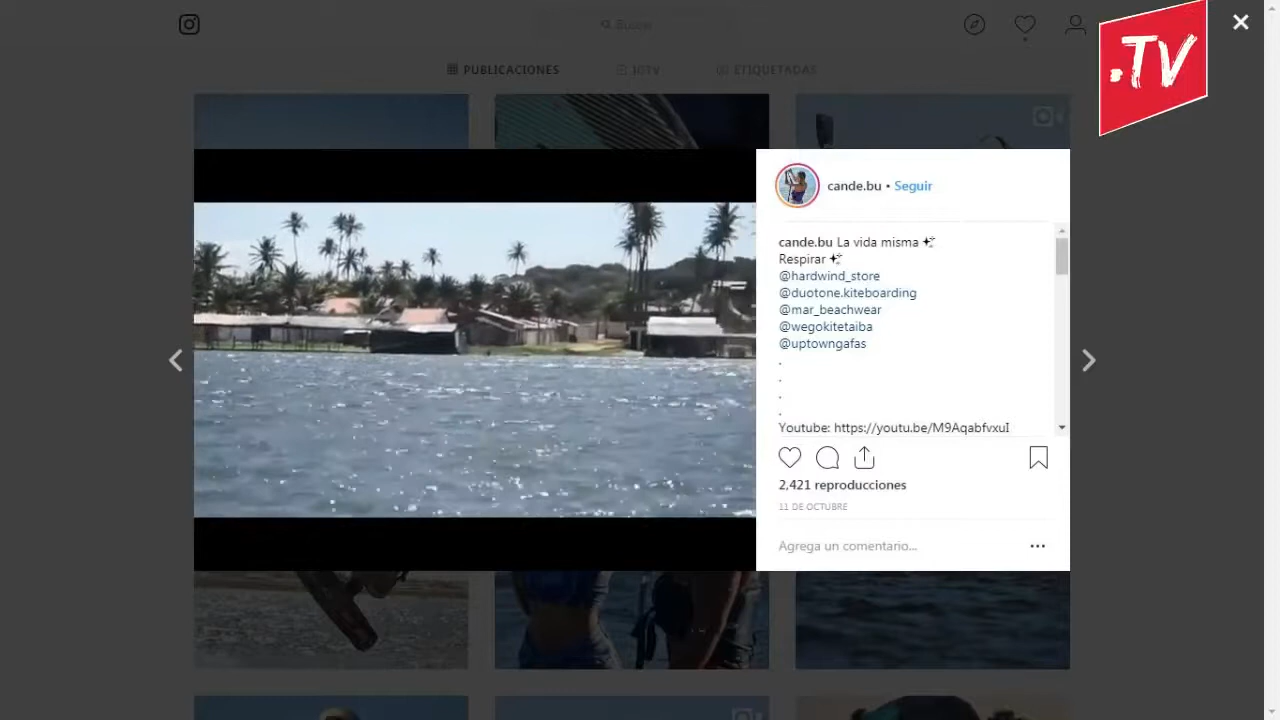 Buscar
.TV
PUBLICACIONES
IGTV
ETIQUETADAS
cande.bu • Seguir
cande.bu La vida misma
Respirar
@hardwind_store
@duotone.kiteboarding
@mar_beachwear
@wegokitetaiba
@uptowngafas
.
.
.
.
Youtube: https://youtu.be/M9AqabfvxuI
2,421 reproducciones
11 DE OCTUBRE
Agrega un comentario...